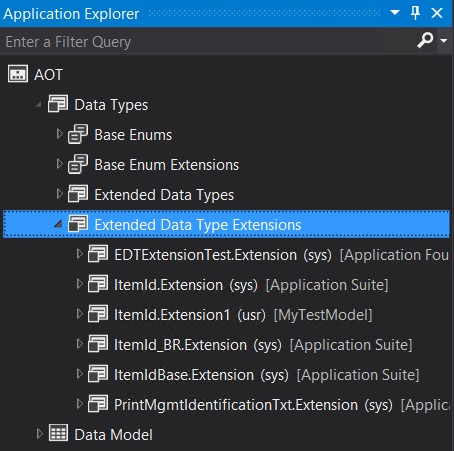 Application Explorer
Enter a Filter Query
AOT
Data Types
Base Enums
Base Enum Extensions
Extended Data Types
Extended Data Type Extensions
EDTExtensionTest.Extension (sys) [Application Fou
ItemId.Extension (sys) [Application Suite]
ItemId.Extension1 (usr) [MyTestModel]
ItemId_BR.Extension (sys) [Application Suite]
ItemIdBase.Extension (sys) [Application Suite]
PrintMgmtIdentificationTxt.Extension (sys) [Applic
Data Model